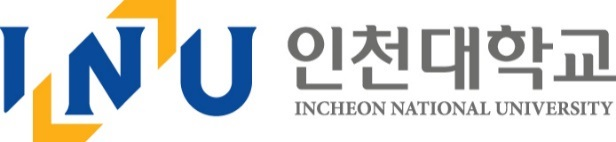 INU 인천대학교
INCHEON NATIONAL UNIVERSITY